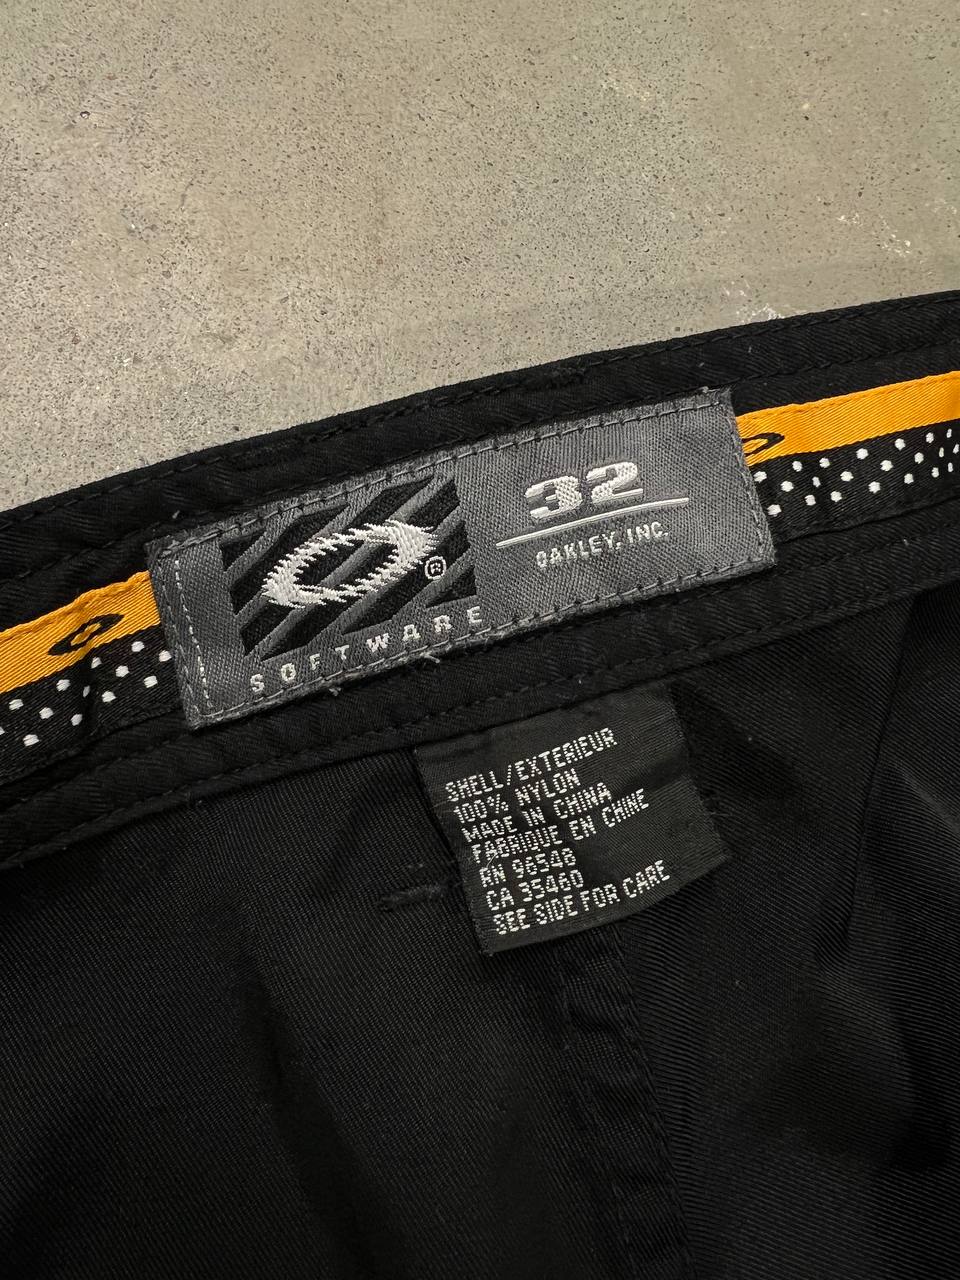 32
OAKLEY, INC.
®
SOFTWARE
SHELL/EXTERIEUR
100% NYLON
MADE IN CHINA
FABRIQUE EN CHINE
RN 96548
CA 35460
SEE SIDE FOR CARE